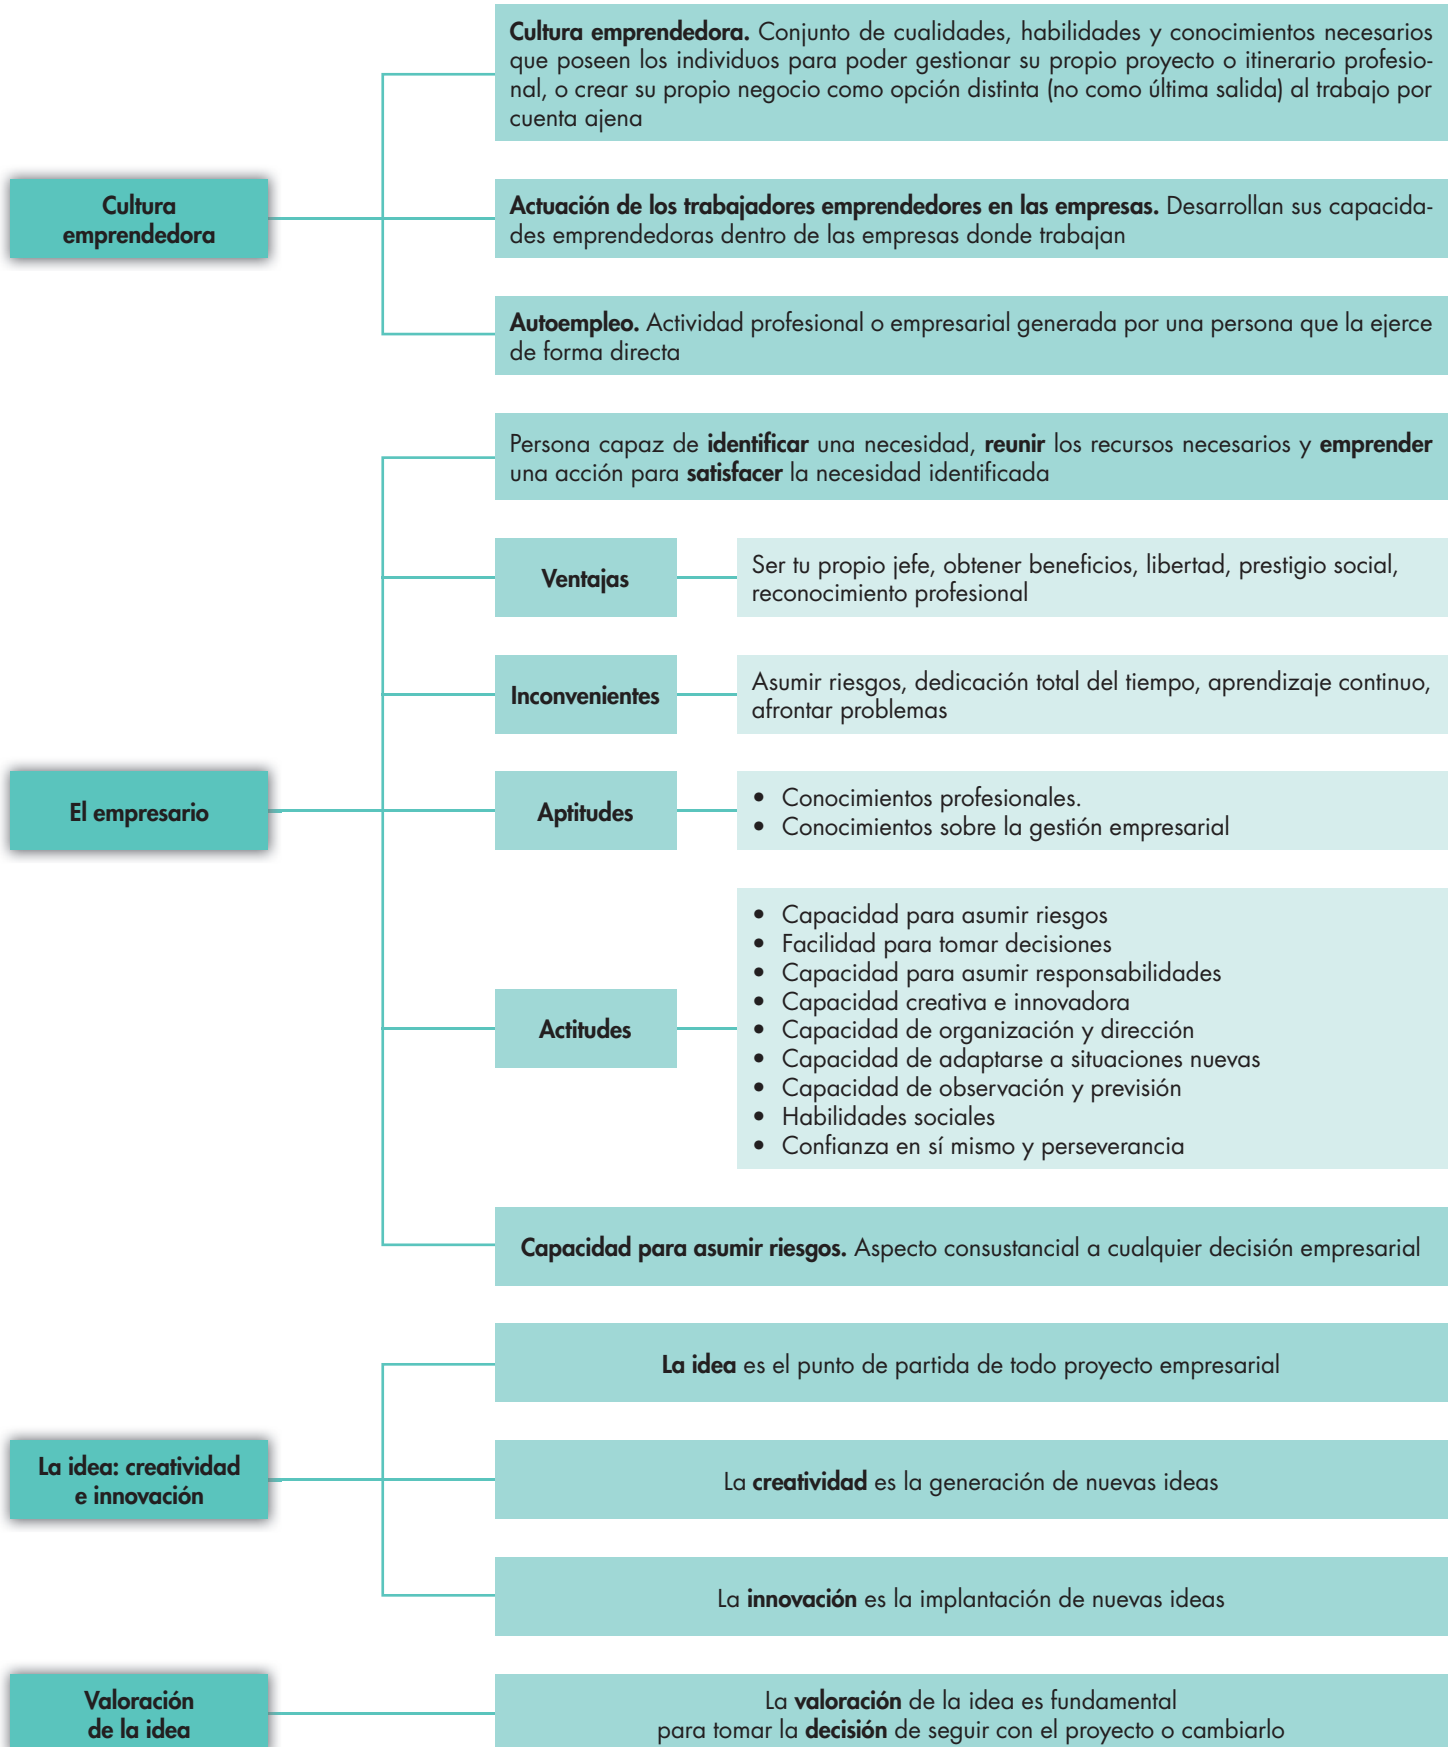 Cultura emprendedora. Conjunto de cualidades, habilidades y conocimientos necesarios
que poseen los individuos para poder gestionar su propio proyecto o itinerario profesio-
nal, o crear su propio negocio como opción distinta (no como última salida) al trabajo por
cuenta ajena
Cultura
emprendedora
Actuación de los trabajadores emprendedores en las empresas. Desarrollan sus capacida-
des emprendedoras dentro de las empresas donde trabajan
Autoempleo. Actividad profesional o empresarial generada por una persona que la ejerce
de forma directa
Persona capaz de identificar una necesidad, reunir los recursos necesarios y emprender
una acción para satisfacer la necesidad identificada
Ventajas
Ser tu propio jefe, obtener beneficios, libertad, prestigio social,
reconocimiento profesional
Inconvenientes
Asumir riesgos, dedicación total del tiempo, aprendizaje continuo,
afrontar problemas
El empresario
Aptitudes
• Conocimientos profesionales.
• Conocimientos sobre la gestión empresarial
Actitudes
• Capacidad para asumir riesgos
• Facilidad para tomar decisiones
• Capacidad para asumir responsabilidades
• Capacidad creativa e innovadora
• Capacidad de organización y dirección
• Capacidad de adaptarse a situaciones nuevas
• Capacidad de observación y previsión
• Habilidades sociales
• Confianza en sí mismo y perseverancia
Capacidad para asumir riesgos. Aspecto consustancial a cualquier decisión empresarial
La idea es el punto de partida de todo proyecto empresarial
La idea: creatividad
e innovación
La creatividad es la generación de nuevas ideas
La innovación es la implantación de nuevas ideas
Valoración
de la idea
La valoración de la idea es fundamental
para tomar la decisión de seguir con el proyecto o cambiarlo